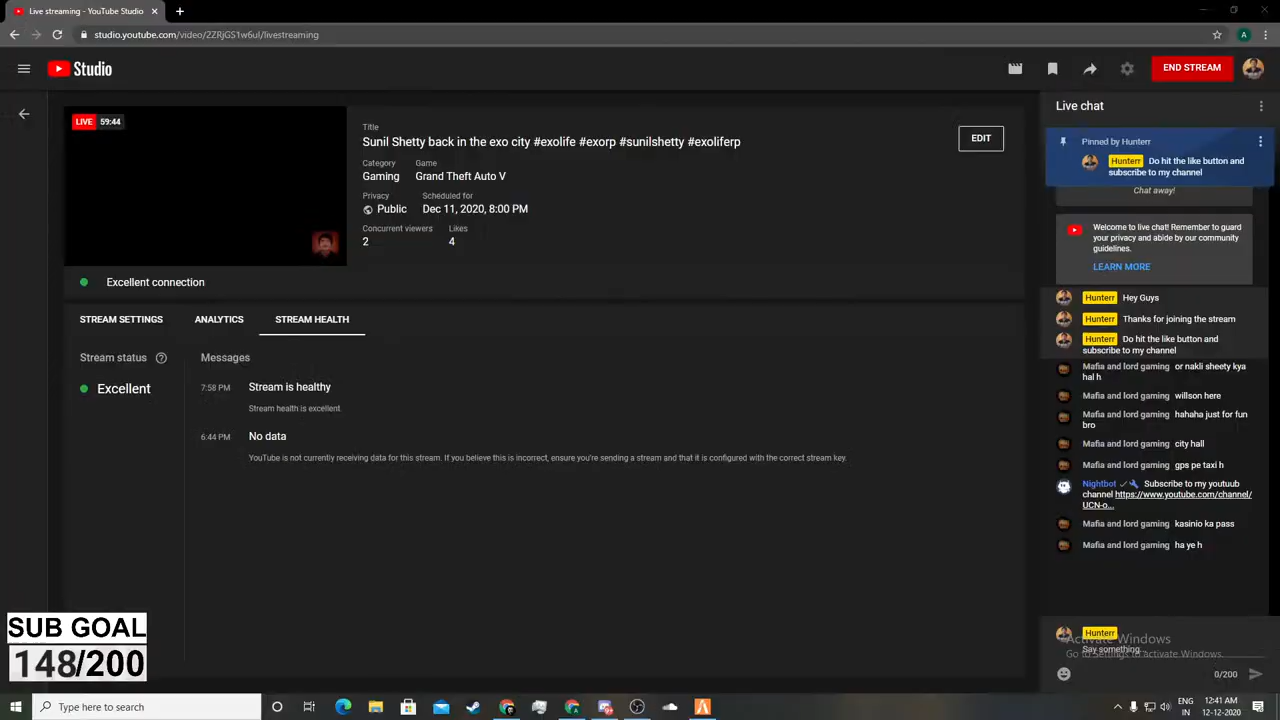 Live streaming - YouTube Studio
studio.youtube.com/video/2ZRjGS1w6uI/livestreaming
A
Studio
END STREAM
LIVE 59:44
Title
Sunil Shetty back in the exo city #exolife #exorp #sunilshetty #exoliferp
EDIT
Category Game
Gaming Grand Theft Auto V
Privacy Scheduled for
Public Dec 11, 2020, 8:00 PM
Concurrent viewers Likes
2 4
Excellent connection
STREAM SETTINGS ANALYTICS STREAM HEALTH
Stream status Messages
Excellent
7:58 PM Stream is healthy
Stream health is excellent.
6:44 PM No data
YouTube is not currently receiving data for this stream. If you believe this is incorrect, ensure you're sending a stream and that it is configured with the correct stream key.
Live chat
Pinned by Hunterr
Hunterr Do hit the like button and
subscribe to my channel
Chat away!
Welcome to live chat! Remember to guard
your privacy and abide by our community
guidelines.
LEARN MORE
Hunterr Hey Guys
Hunterr Thanks for joining the stream
Hunterr Do hit the like button and
subscribe to my channel
Mafia and lord gaming or nakli sheety kya
hal h
Mafia and lord gaming willson here
Mafia and lord gaming hahaha just for fun
bro
Mafia and lord gaming city hall
Mafia and lord gaming gps pe taxi h
Nightbot Subscribe to my youtuub
channel https://www.youtube.com/channel/
UCN-o...
Mafia and lord gaming kasinio ka pass
Mafia and lord gaming ha ye h
Hunterr
Say something...
Activate Windows
Go to Settings to activate Windows.
0/200
SUB GOAL
148/200
Type here to search
ENG
IN
12:41 AM
12-12-2020